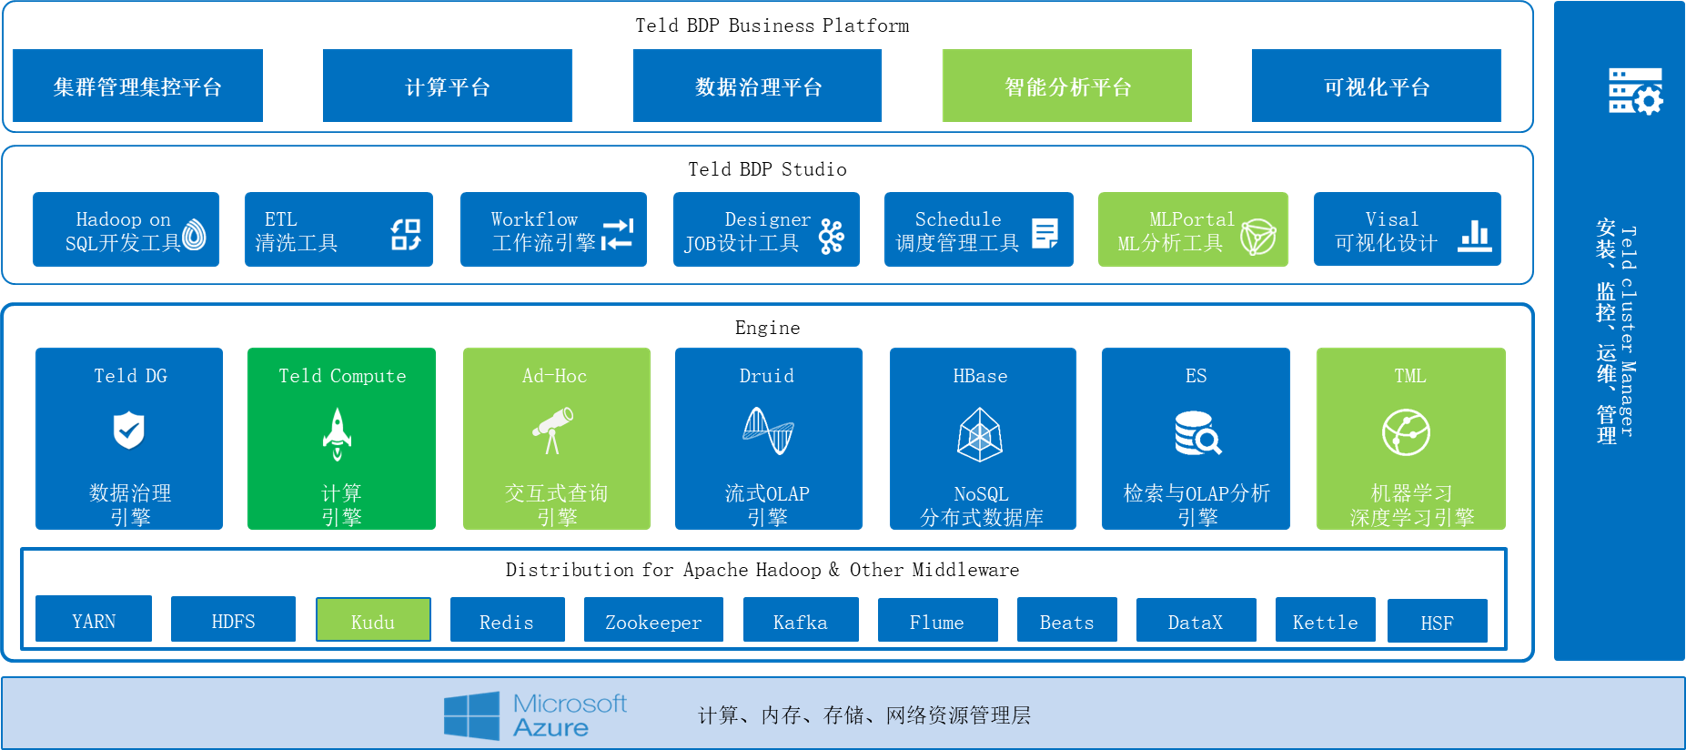 Teld BDP Business Platform
集群管理集控平台
计算平台
数据治理平台
智能分析平台
可视化平台
Teld BDP Studio
Hadoop on
SQL开发工具
ETL
清洗工具
Workflow
工作流引擎
Designer
JOB设计工具
Schedule
调度管理工具
MLPortal
ML分析工具
Visal
可视化设计
Engine
Teld DG
数据治理
引擎
Teld Compute
计算
引擎
Ad-Hoc
交互式查询
引擎
Druid
流式OLAP
引擎
HBase
NoSQL
分布式数据库
ES
检索与OLAP分析
引擎
TML
机器学习
深度学习引擎
Distribution for Apache Hadoop & Other Middleware
YARN
HDFS
Kudu
Redis
Zookeeper
Kafka
Flume
Beats
DataX
Kettle
HSF
Teld cluster Manager
安装、监控、运维、管理
Microsoft
Azure
计算、内存、存储、网络资源管理层